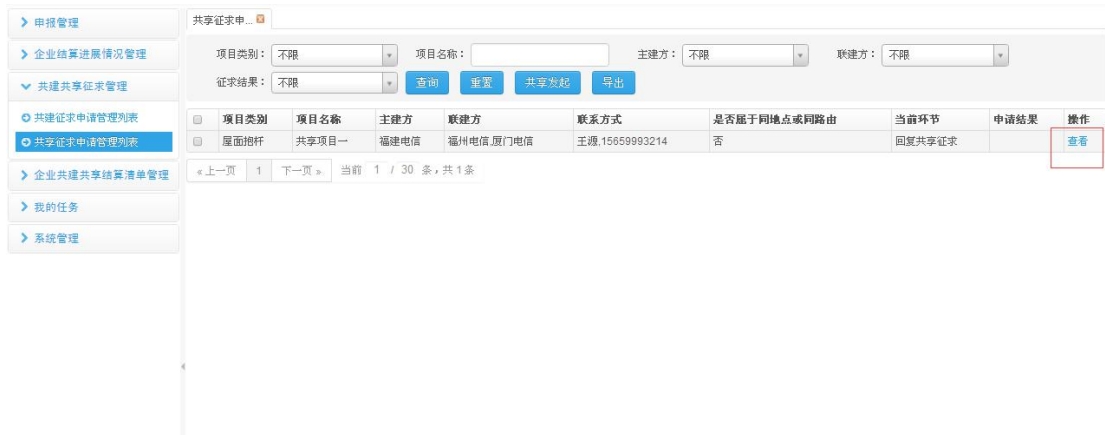 申报管理
企业结算进展情况管理
共建共享征求管理
共建征求申请管理列表
共享征求申请管理列表
企业共建共享结算清单管理
我的任务
系统管理
共享征求申...
项目类别： 不限 项目名称： 主建方： 不限 联建方： 不限
征求结果： 不限 查询 重置 共享发起 导出
项目类别 项目名称 主建方 联建方 联系方式 是否属于同地点或同路由 当前环节 申请结果 操作
屋面抱杆 共享项目一 福建电信 福州电信,厦门电信 王源,15659993214 否 回复共享征求 查看
«上一页 1 下一页» 当前 1 / 30 条，共1条